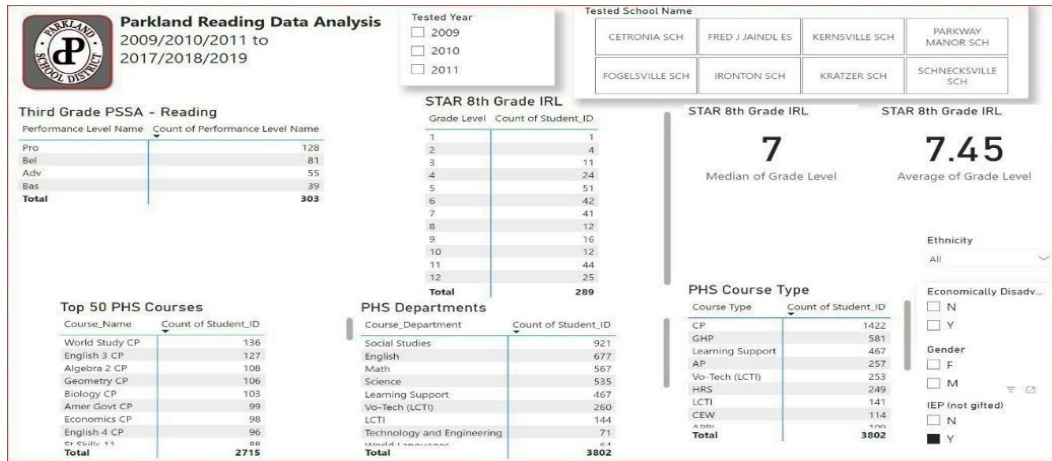 PARKLAND
SCHOOL DISTRICT
Parkland Reading Data Analysis
2009/2010/2011 to
2017/2018/2019
Tested Year
2009
2010
2011
Tested School Name
CETRONIA SCH
FRED J JAINDL ES
KERNSVILLE SCH
PARKWAY
MANOR SCH
FOGELSVILLE SCH
IRONTON SCH
KRATZER SCH
SCHNECKSVILLE
SCH
Third Grade PSSA - Reading
Performance Level Name Count of Performance Level Name
Pro 128
Bel 81
Adv 55
Bas 39
Total 303
STAR 8th Grade IRL
Grade Level Count of Student_ID
1 1
2 4
3 11
4 24
5 51
6 42
7 41
8 12
9 16
10 12
11 44
12 25
Total 289
STAR 8th Grade IRL
7
Median of Grade Level
STAR 8th Grade IRL
7.45
Average of Grade Level
Ethnicity
All
Top 50 PHS Courses
Course_Name Count of Student_ID
World Study CP 136
English 3 CP 127
Algebra 2 CP 108
Geometry CP 106
Biology CP 103
Amer Govt CP 99
Economics CP 98
English 4 CP 96
Total 2715
PHS Departments
Course_Department Count of Student_ID
Social Studies 921
English 677
Math 567
Science 535
Learning Support 467
Vo-Tech (LCTI) 260
LCTI 144
Technology and Engineering 71
Total 3802
PHS Course Type
Course Type Count of Student_ID
CP 1422
GHP 581
Learning Support 467
AP 257
Vo-Tech (LCTI) 253
HRS 249
LCTI 141
CEW 114
Total 3802
Economically Disadv...
N
Y
Gender
F
M
IEP (not gifted)
N
Y